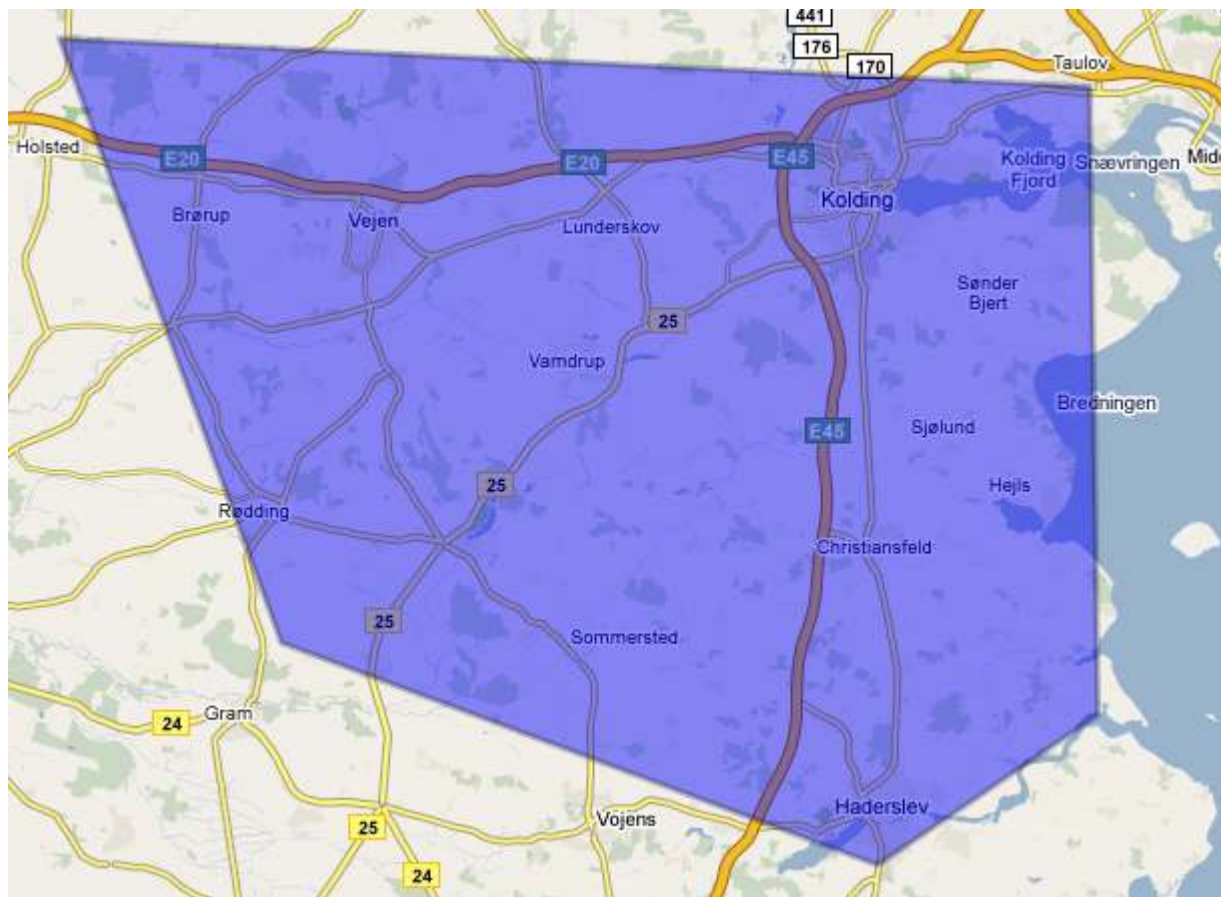 441
176
170
Taulov
Holsted
E20
E20
E45
Kolding
Fjord
Snævringen
Midd
Brørup
Vejen
Lunderskov
Kolding
Sønder
Bjert
25
Vamdrup
Bredningen
E45
Sjølund
25
Hejls
Rødding
Christiansfeld
25
Sommersted
Gram
24
Haderslev
Vojens
25
24